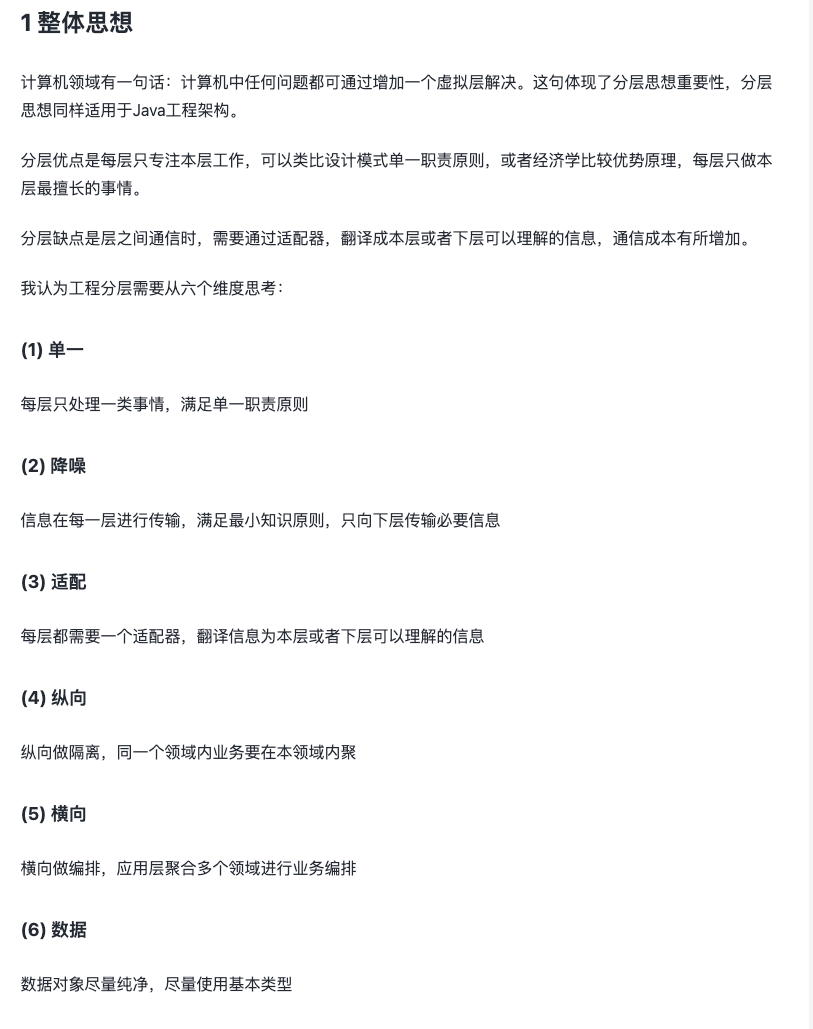 1 整体思想
计算机领域有一句话：计算机中任何问题都可通过增加一个虚拟层解决。这句体现了分层思想重要性，分层
思想同样适用于Java工程架构。
分层优点是每层只专注本层工作，可以类比设计模式单一职责原则，或者经济学比较优势原理，每层只做本
层最擅长的事情。
分层缺点是层之间通信时，需要通过适配器，翻译成本层或者下层可以理解的信息，通信成本有所增加。
我认为工程分层需要从六个维度思考：
(1) 单一
每层只处理一类事情，满足单一职责原则
(2) 降噪
信息在每一层进行传输，满足最小知识原则，只向下层传输必要信息
(3) 适配
每层都需要一个适配器，翻译信息为本层或者下层可以理解的信息
(4) 纵向
纵向做隔离，同一个领域内业务要在本领域内聚
(5) 横向
横向做编排，应用层聚合多个领域进行业务编排
(6) 数据
数据对象尽量纯净，尽量使用基本类型